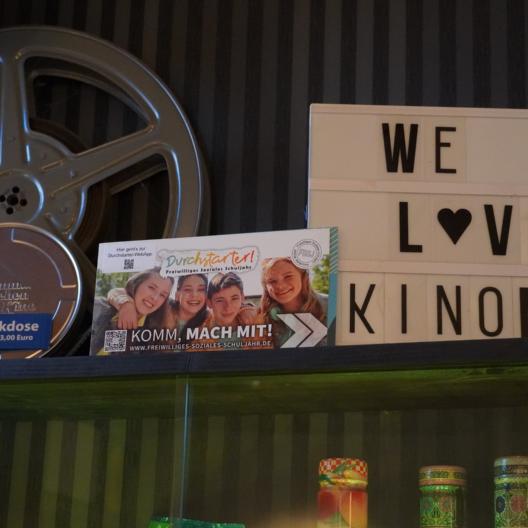 WE
L♥V
KINO
Hier geht's zur
Durchstarter-WebApp
Durchstarter!
Freiwilliges Soziales Schuljahr
KOMM, MACH MIT!
WWW.FREIWILLIGES-SOZIALES-SCHULJAHR.DE
kdose
3,00 Euro